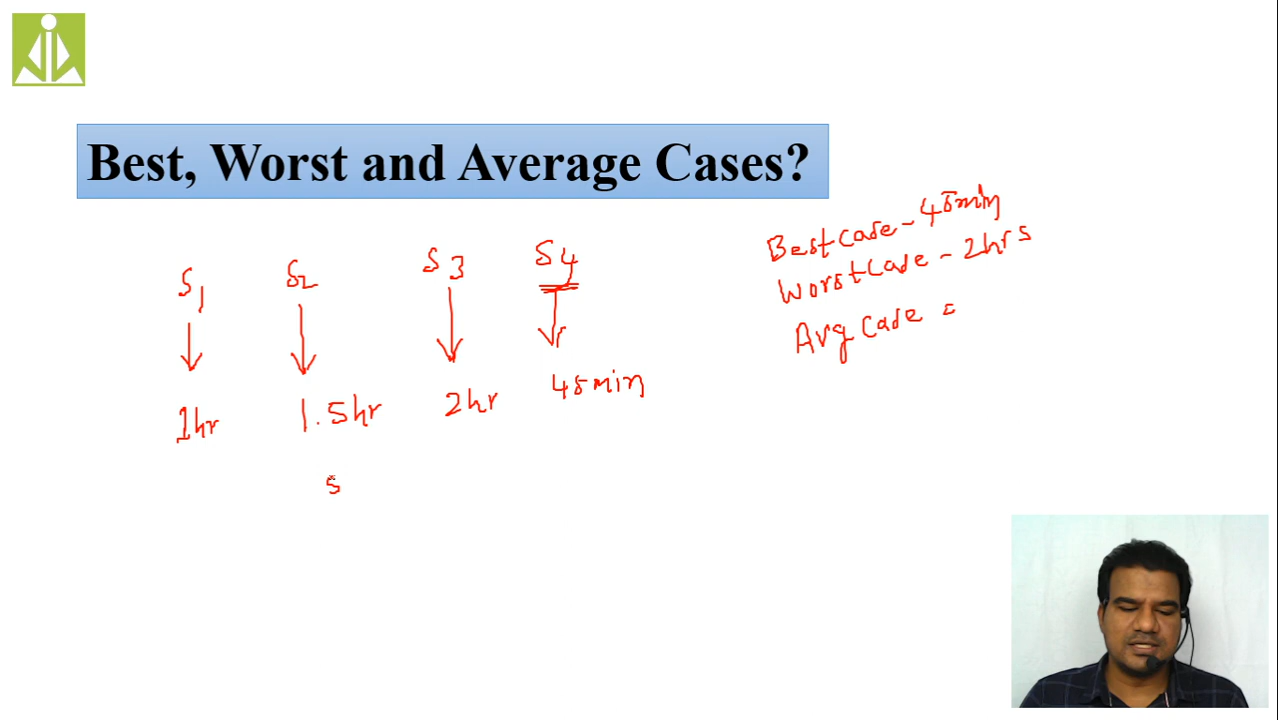 Best, Worst and Average Cases?
S1 S2 S3 S4
1hr 1.5hr 2hr 45min
S
Best case - 45min
Worst case - 2hrs
Avg case =